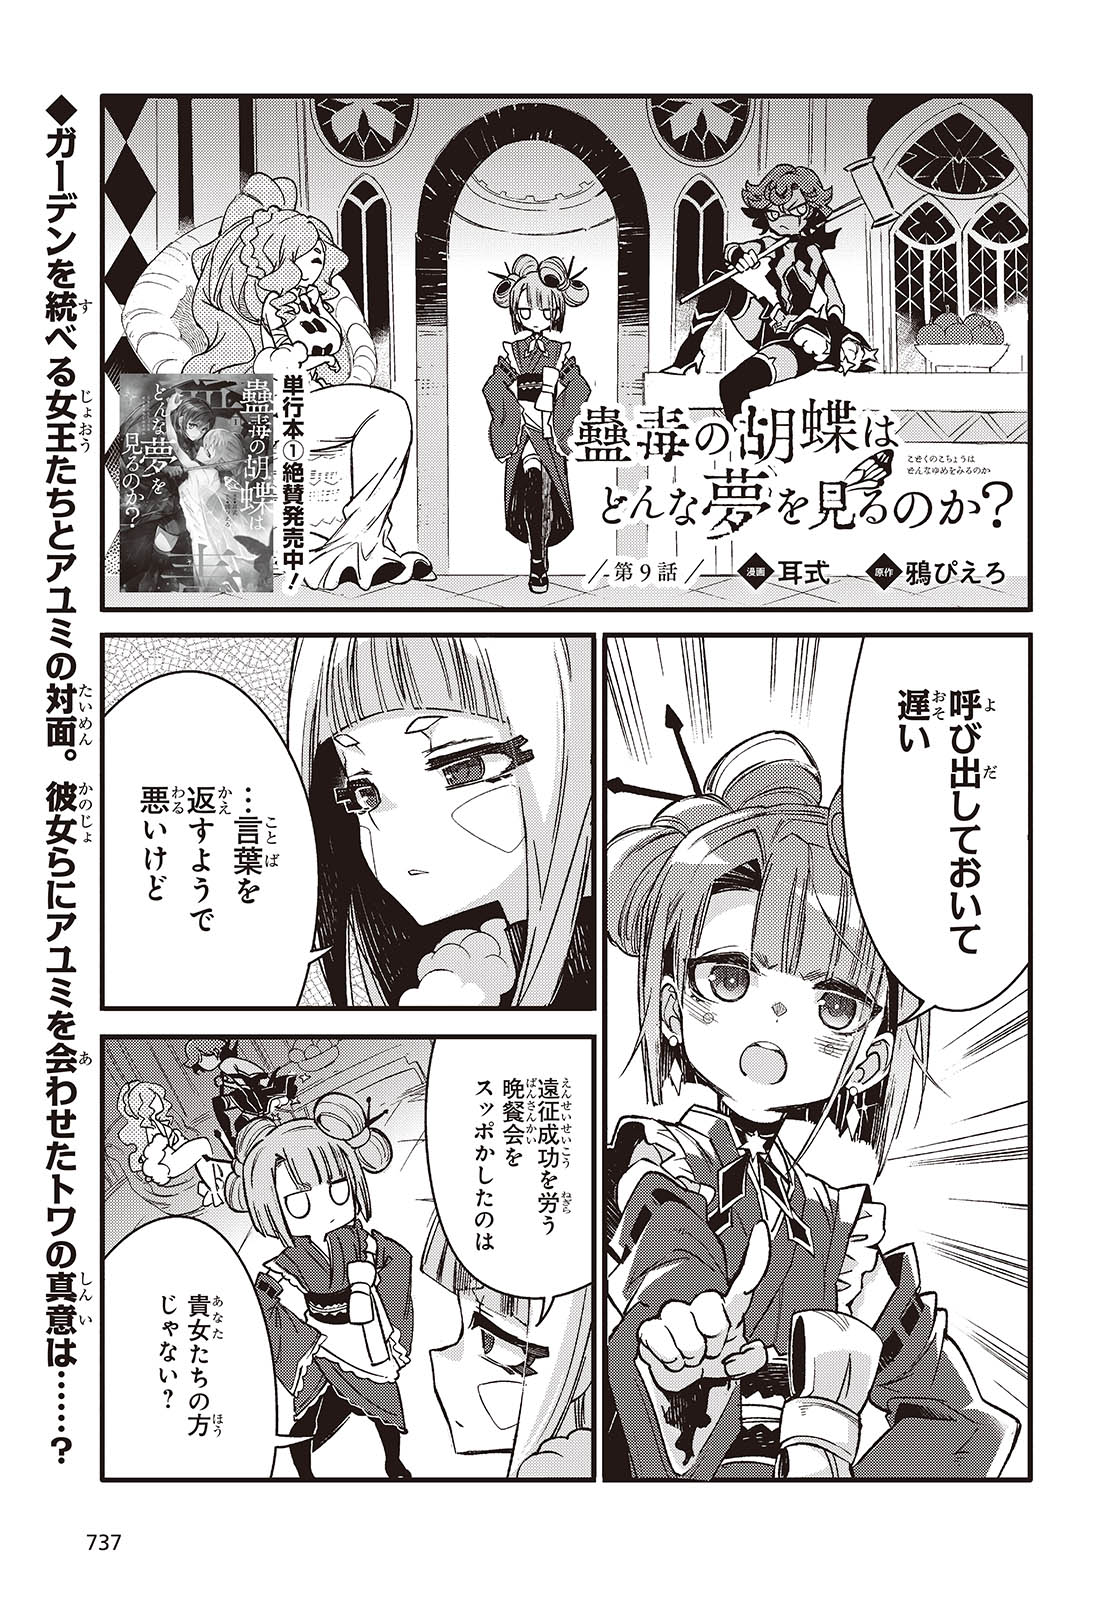 ◆ガーデンを統べる女王たちとアユミの対面。彼女らにアユミを会わせたトワの真意は……？
単行本①絶賛発売中！
蠱毒の胡蝶は
どんな夢を
見るのか？
蠱毒の胡蝶は
どんな夢を見るのか？
こどくのこちょうは
どんなゆめをみるのか
第9話
漫画 耳式
原作 鴉ぴえろ
呼び出しておいて
遅い
…言葉を
返すようで
悪いけど
遠征成功を労う
晩餐会を
スッポかしたのは
貴女たちの方
じゃない？
737